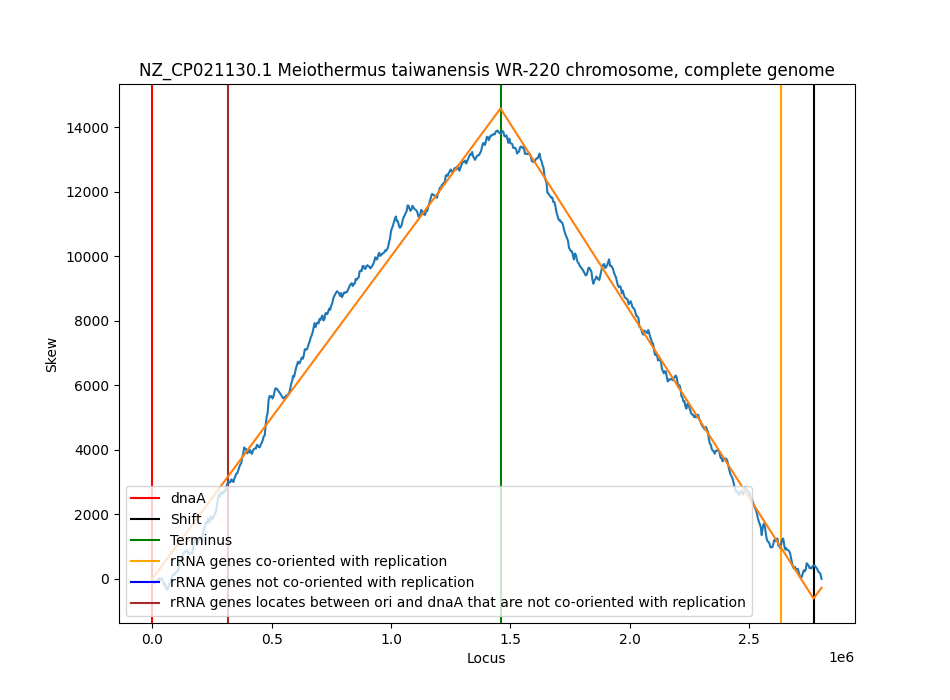 NZ_CP021130.1 Meiothermus taiwanensis WR-220 chromosome, complete genome
14000
12000
10000
8000
6000
4000
2000
0
Skew
dnaA
Shift
Terminus
rRNA genes co-oriented with replication
rRNA genes not co-oriented with replication
rRNA genes locates between ori and dnaA that are not co-oriented with replication
0.0 0.5 1.0 1.5 2.0 2.5
Locus
1e6